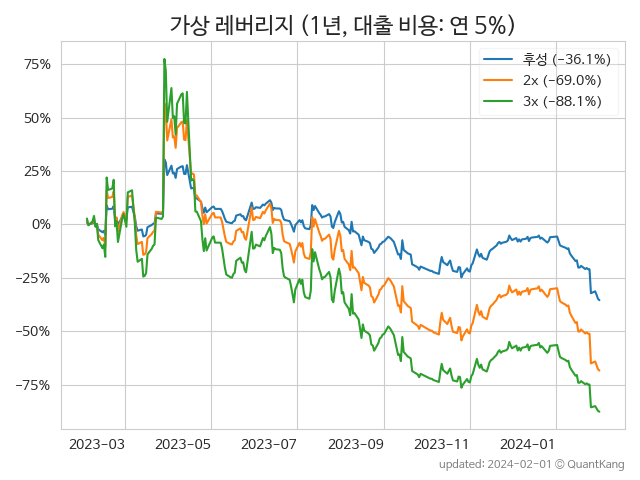 가상 레버리지 (1년, 대출 비용: 연 5%)
후성 (−36.1%)
2x (−69.0%)
3x (−88.1%)
75%
50%
25%
0%
−25%
−50%
−75%
2023-03 2023-05 2023-07 2023-09 2023-11 2024-01
updated: 2024-02-01 © QuantKang